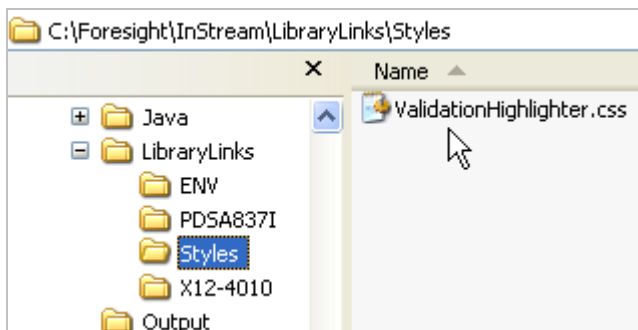 C:\Foresight\InStream\LibraryLinks\Styles
Name
Java
LibraryLinks
ENV
PDSA837I
Styles
X12-4010
Output
ValidationHighlighter.css